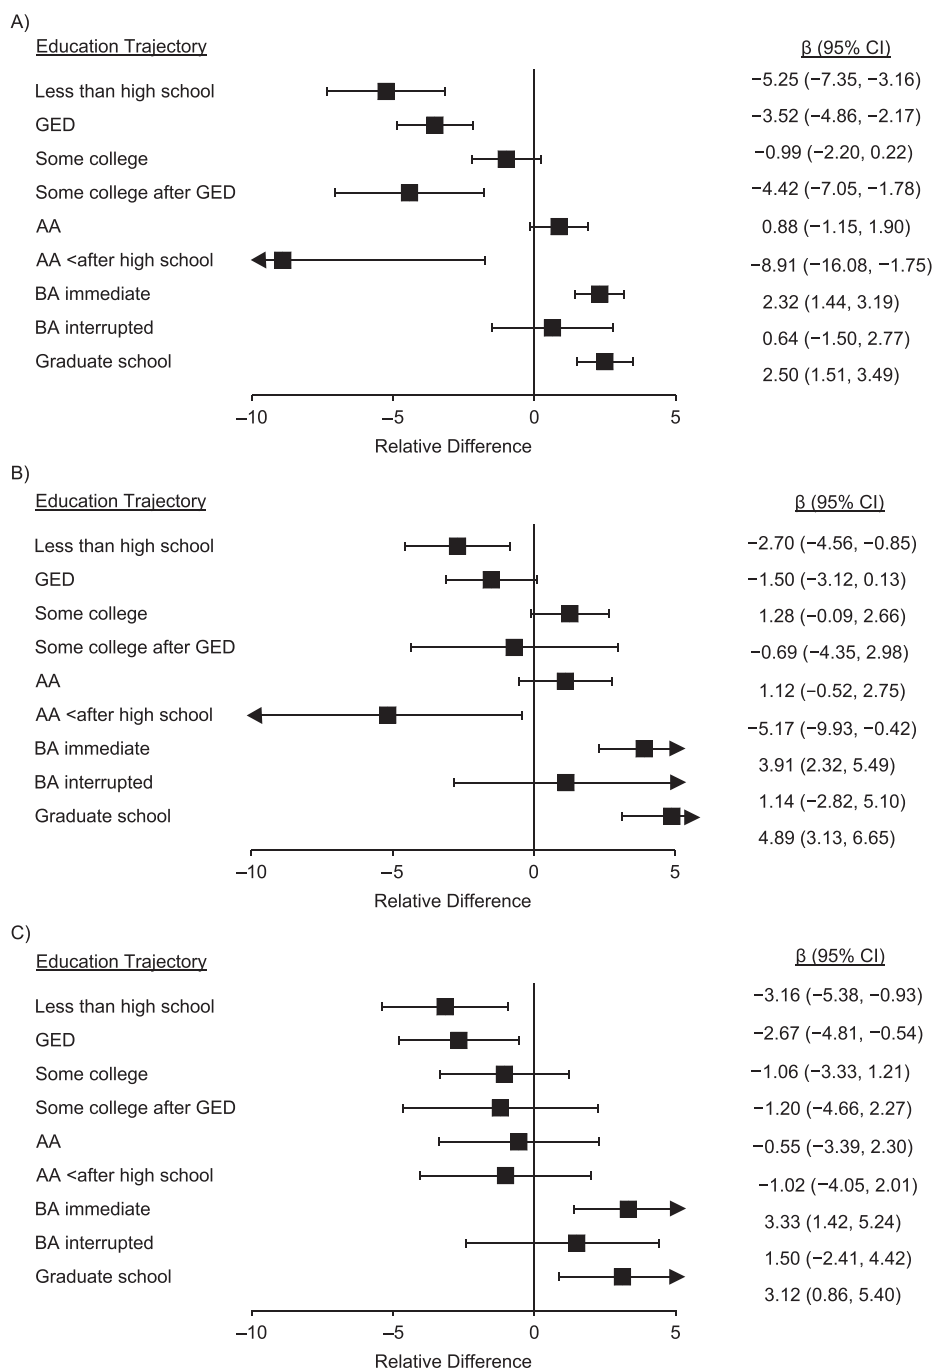 A)
Education Trajectory β (95% CI)
Less than high school −5.25 (−7.35, −3.16)
GED −3.52 (−4.86, −2.17)
Some college −0.99 (−2.20, 0.22)
Some college after GED −4.42 (−7.05, −1.78)
AA 0.88 (−1.15, 1.90)
AA <after high school −8.91 (−16.08, −1.75)
BA immediate 2.32 (1.44, 3.19)
BA interrupted 0.64 (−1.50, 2.77)
Graduate school 2.50 (1.51, 3.49)
−10 −5 0 5
Relative Difference
B)
Education Trajectory β (95% CI)
Less than high school −2.70 (−4.56, −0.85)
GED −1.50 (−3.12, 0.13)
Some college 1.28 (−0.09, 2.66)
Some college after GED −0.69 (−4.35, 2.98)
AA 1.12 (−0.52, 2.75)
AA <after high school −5.17 (−9.93, −0.42)
BA immediate 3.91 (2.32, 5.49)
BA interrupted 1.14 (−2.82, 5.10)
Graduate school 4.89 (3.13, 6.65)
−10 −5 0 5
Relative Difference
C)
Education Trajectory β (95% CI)
Less than high school −3.16 (−5.38, −0.93)
GED −2.67 (−4.81, −0.54)
Some college −1.06 (−3.33, 1.21)
Some college after GED −1.20 (−4.66, 2.27)
AA −0.55 (−3.39, 2.30)
AA <after high school −1.02 (−4.05, 2.01)
BA immediate 3.33 (1.42, 5.24)
BA interrupted 1.50 (−2.41, 4.42)
Graduate school 3.12 (0.86, 5.40)
−10 −5 0 5
Relative Difference